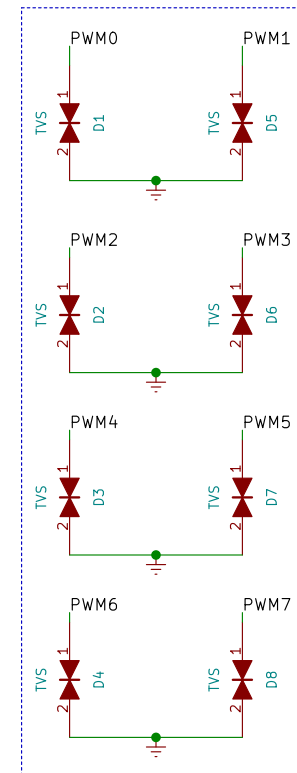 PWM0 PWM1
1 1
TVS D1 TVS D5
2 2
PWM2 PWM3
1 1
TVS D2 TVS D6
2 2
PWM4 PWM5
1 1
TVS D3 TVS D7
2 2
PWM6 PWM7
1 1
TVS D4 TVS D8
2 2